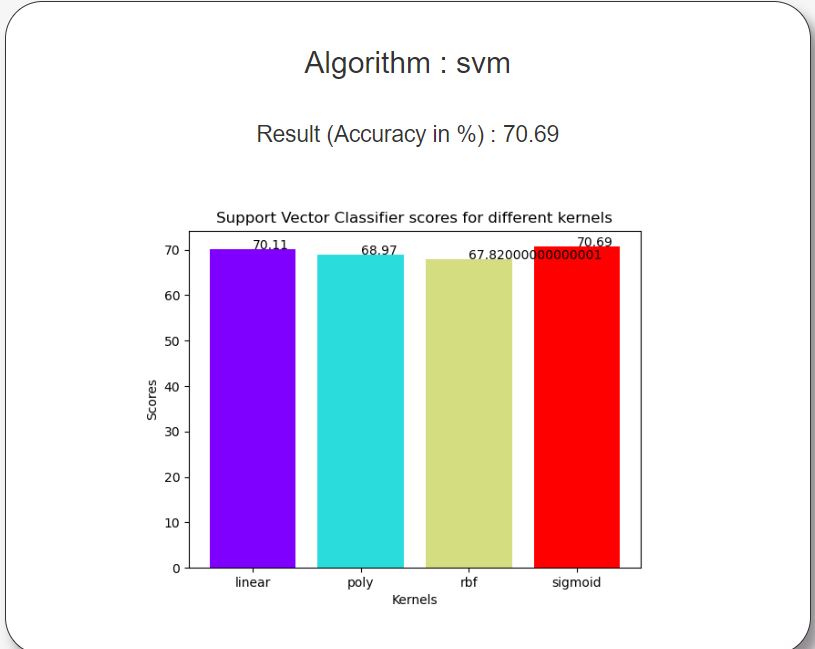 Algorithm : svm
Result (Accuracy in %) : 70.69
Support Vector Classifier scores for different kernels
70.11
68.97
67.82000000000001
70.69
70
60
50
40
30
20
10
0
Scores
linear poly rbf sigmoid
Kernels